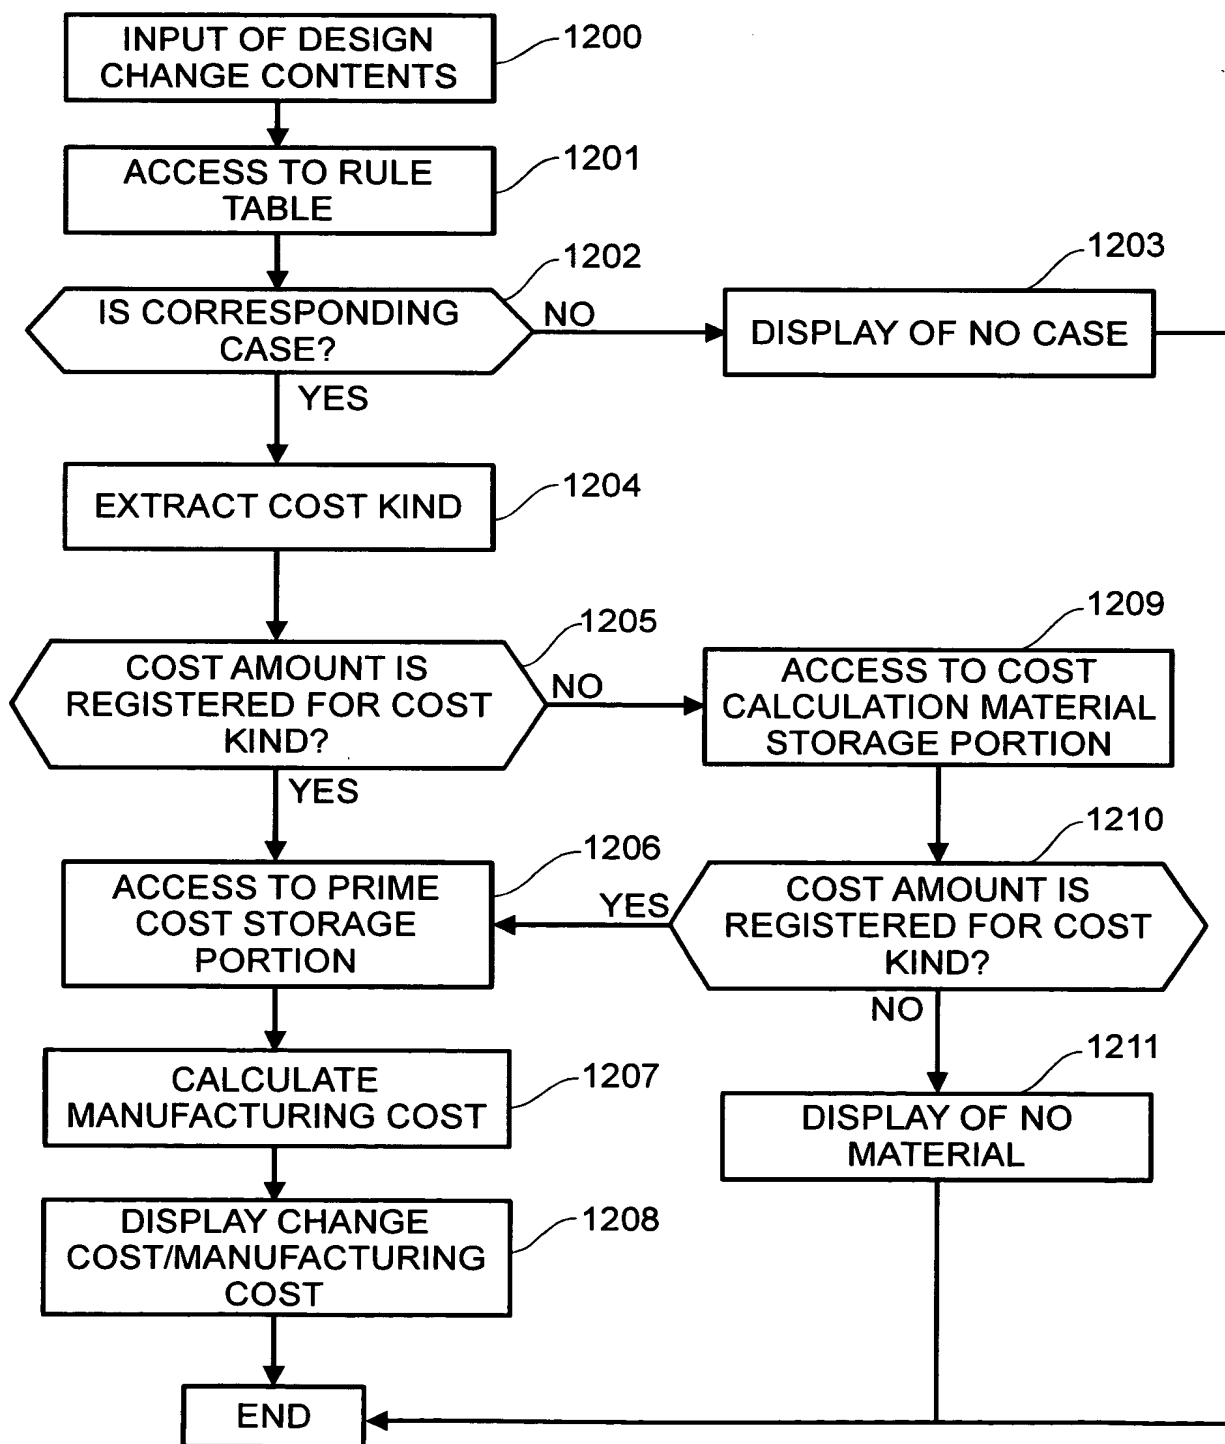 INPUT OF DESIGN
CHANGE CONTENTS
1200
ACCESS TO RULE
TABLE
1201
IS CORRESPONDING
CASE?
1202
NO
YES
DISPLAY OF NO CASE
1203
EXTRACT COST KIND
1204
COST AMOUNT IS
REGISTERED FOR COST
KIND?
1205
NO
YES
ACCESS TO COST
CALCULATION MATERIAL
STORAGE PORTION
1209
ACCESS TO PRIME
COST STORAGE
PORTION
1206
YES
COST AMOUNT IS
REGISTERED FOR COST
KIND?
1210
NO
CALCULATE
MANUFACTURING COST
1207
DISPLAY OF NO
MATERIAL
1211
DISPLAY CHANGE
COST/MANUFACTURING
COST
1208
END